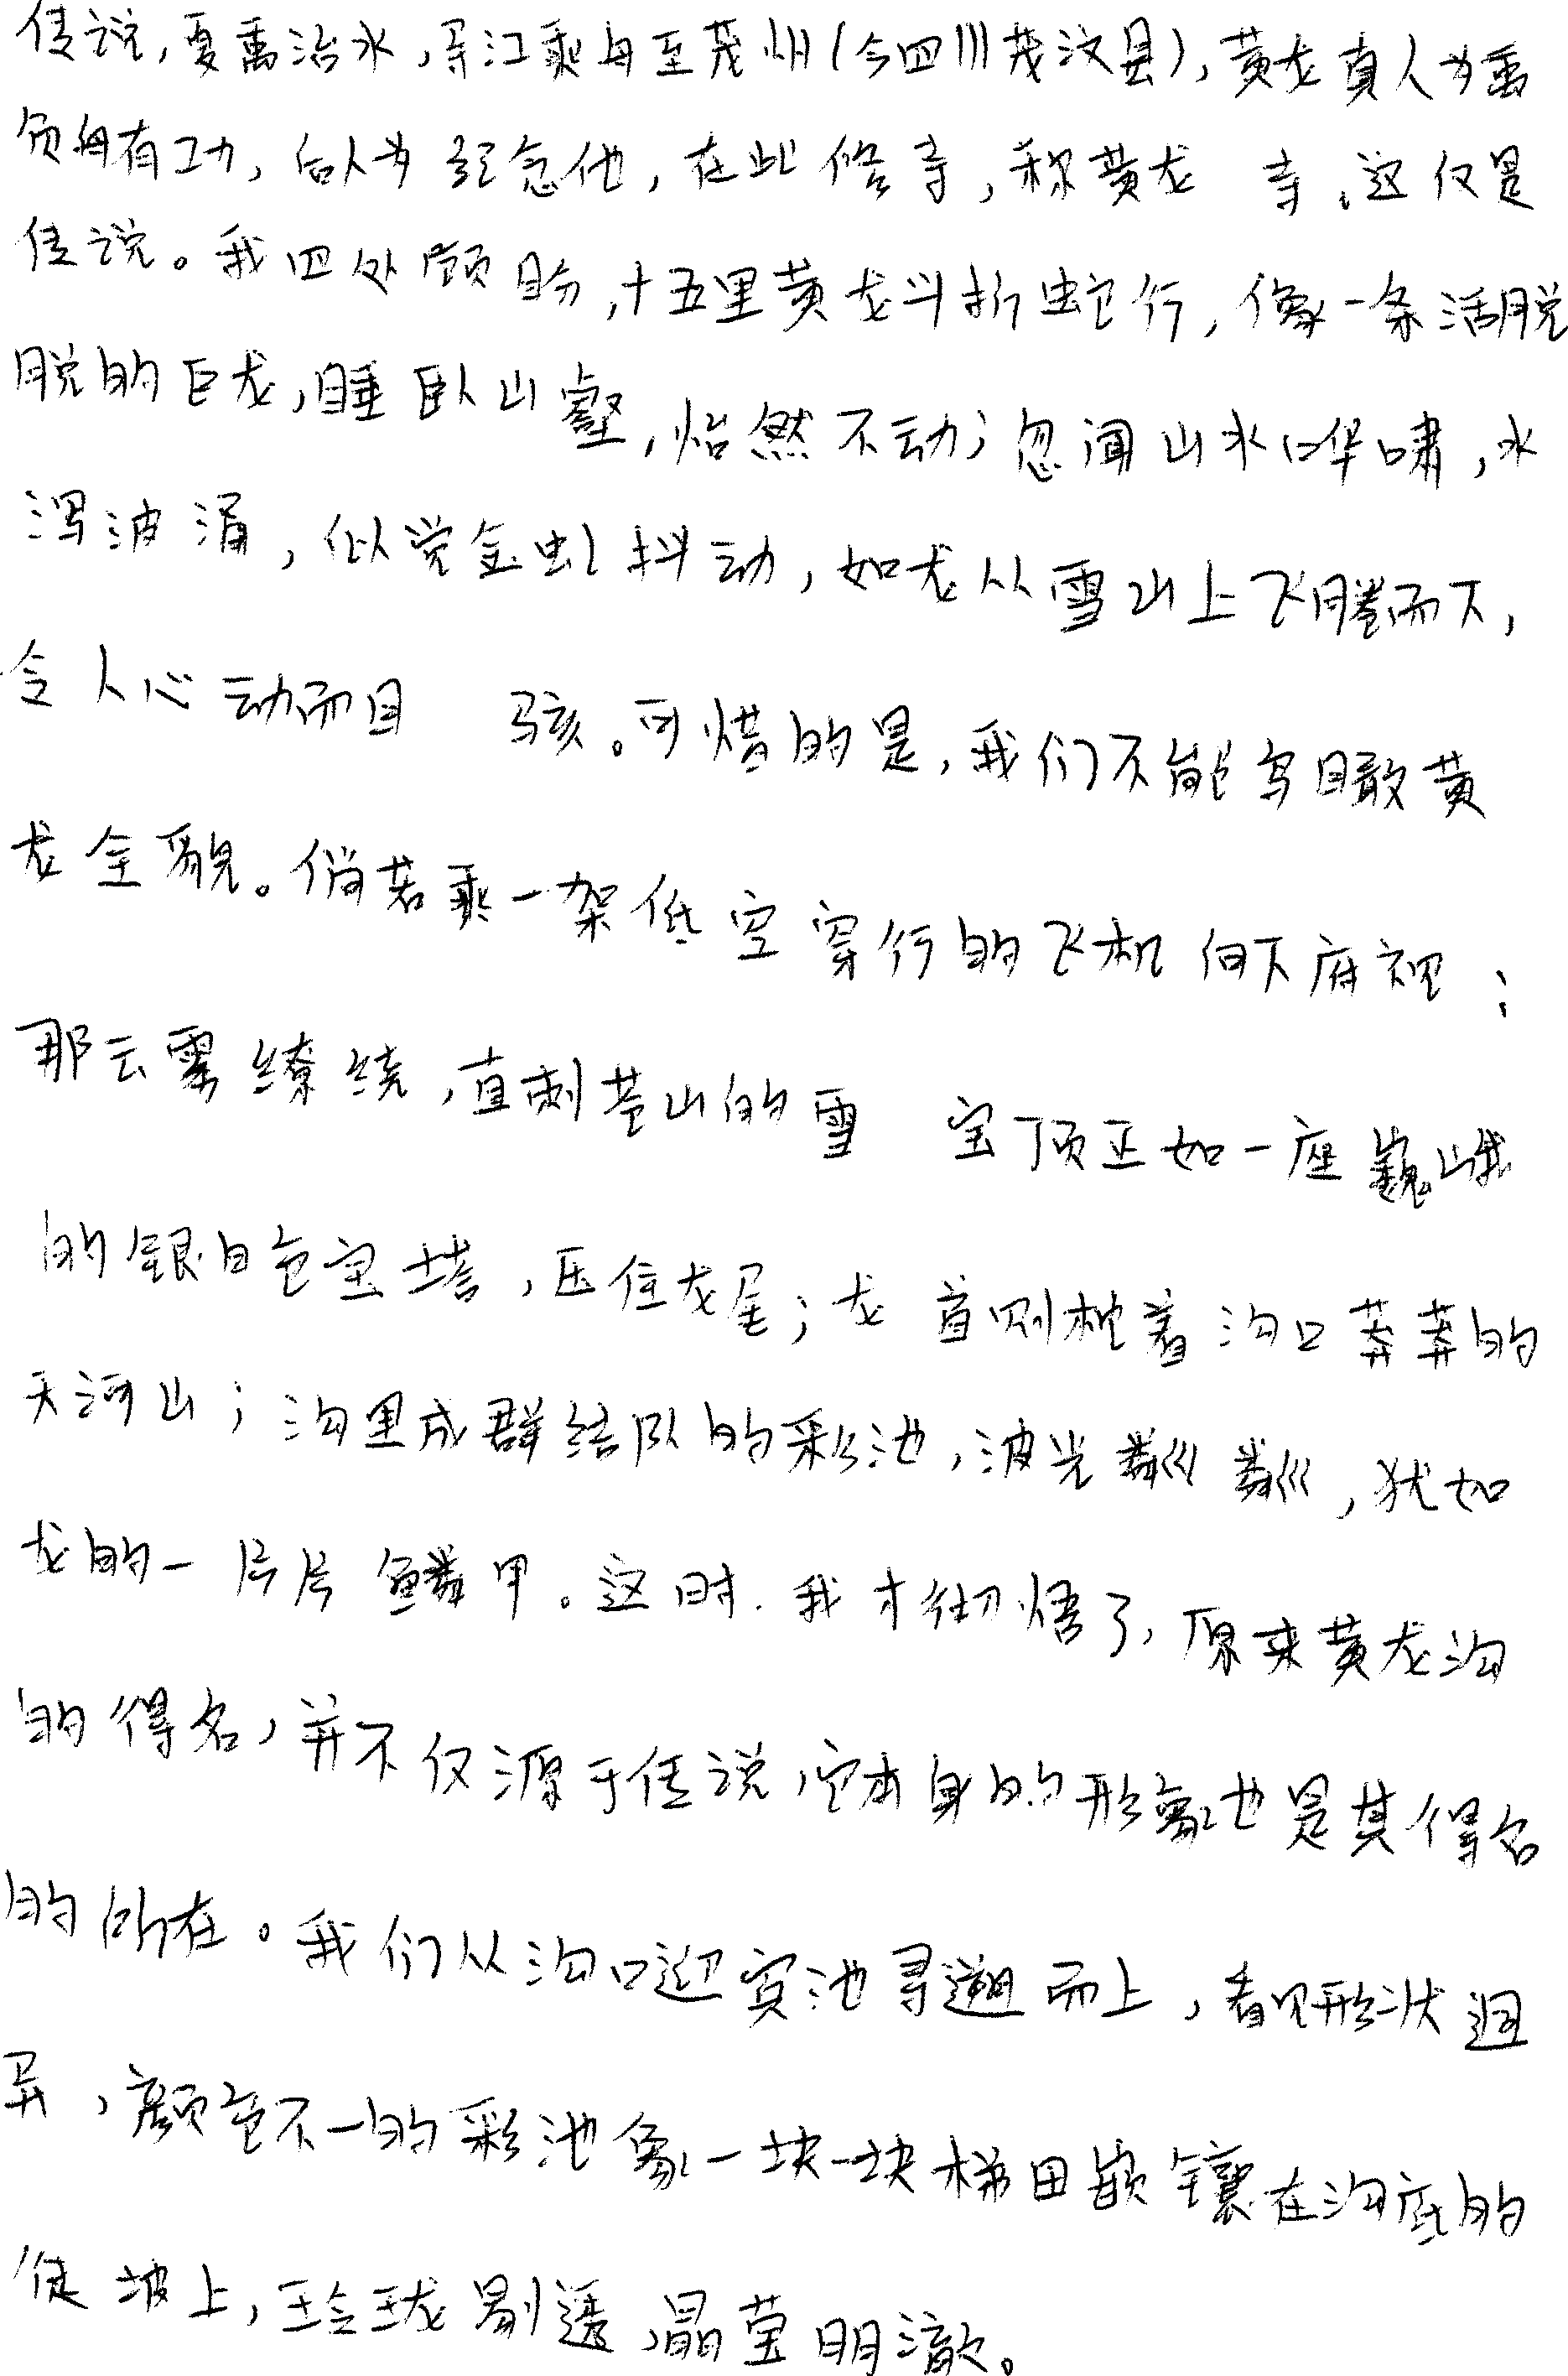 传说，夏禹治水，导江乘舟至茂州（今四川茂汶县），黄龙真人为禹
负舟有功，后人为纪念他，在此修寺，称黄龙寺。这仅是
传说。我四处顾盼，十五里黄龙斗折蛇行，像一条活脱
脱的巨龙，睡卧山壑，怡然不动；忽闻山水哗啸，水
泻波涌，似觉金虬抖动，如龙从雪山上飞腾而下，
令人心动而目骇。可惜的是，我们不能鸟瞰黄
龙全貌。倘若乘一架低空穿行的飞机向下府视：
那云雾缭绕，直刺苍山的雪宝顶正如一座巍峨
的银白色宝塔，压住龙尾；龙首则枕着沟口莽莽的
天河山；沟里成群结队的彩池，波光粼粼，犹如
龙的一片片鳞甲。这时．我才彻悟了，原来黄龙沟
的得名，并不仅源于传说，它本身的形象也是其得名
的所在。我们从沟口迎宾池寻遡而上，看见形状迥
异，颜色不一的彩池象一块一块梯田嵌镶在沟底的
徒坡上，玲珑剔透，晶莹明澈。